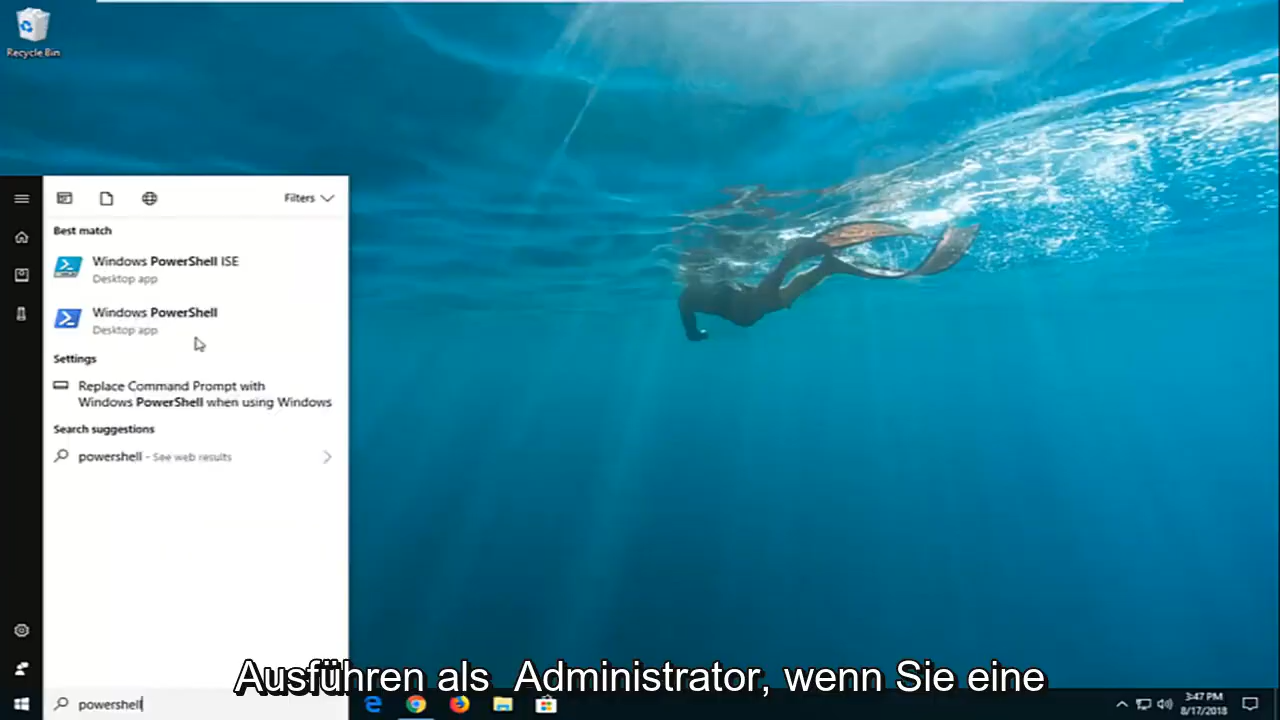 Recycle Bin
Filters
Best match
Windows PowerShell ISE
Desktop app
Windows PowerShell
Desktop app
Settings
Replace Command Prompt with
Windows PowerShell when using Windows
Search suggestions
powershell - See web results
Ausführen als Administrator, wenn Sie eine
powershell
3:47 PM
8/17/2018